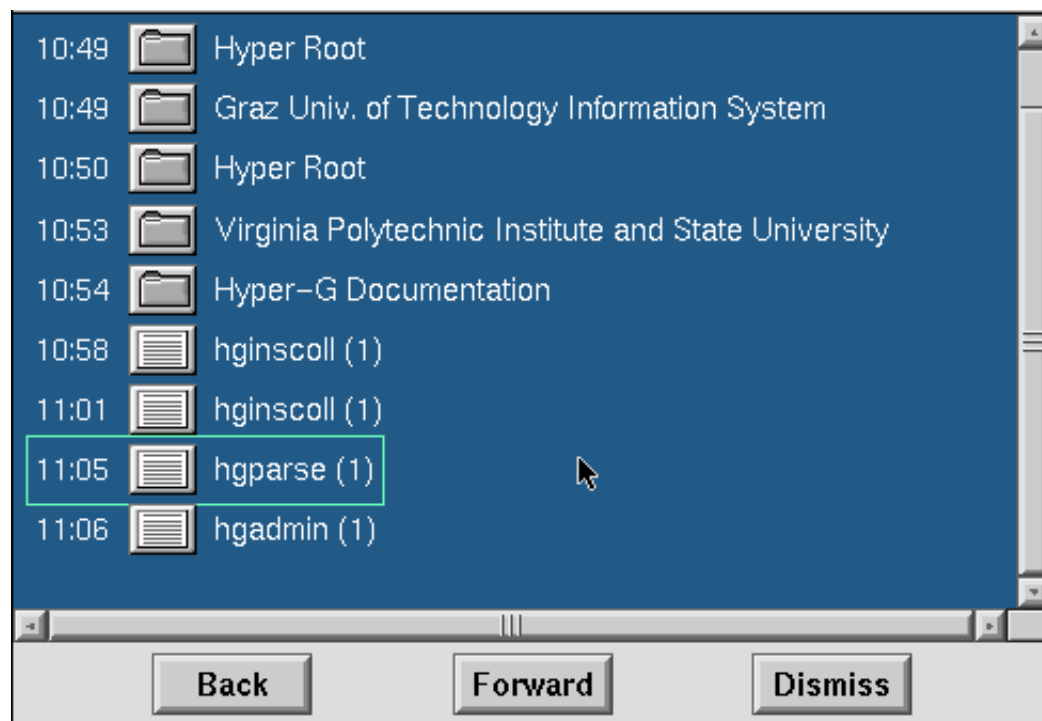 10:49 Hyper Root
10:49 Graz Univ. of Technology Information System
10:50 Hyper Root
10:53 Virginia Polytechnic Institute and State University
10:54 Hyper-G Documentation
10:58 hginscoll (1)
11:01 hginscoll (1)
11:05 hgparse (1)
11:06 hgadmin (1)
Back Forward Dismiss